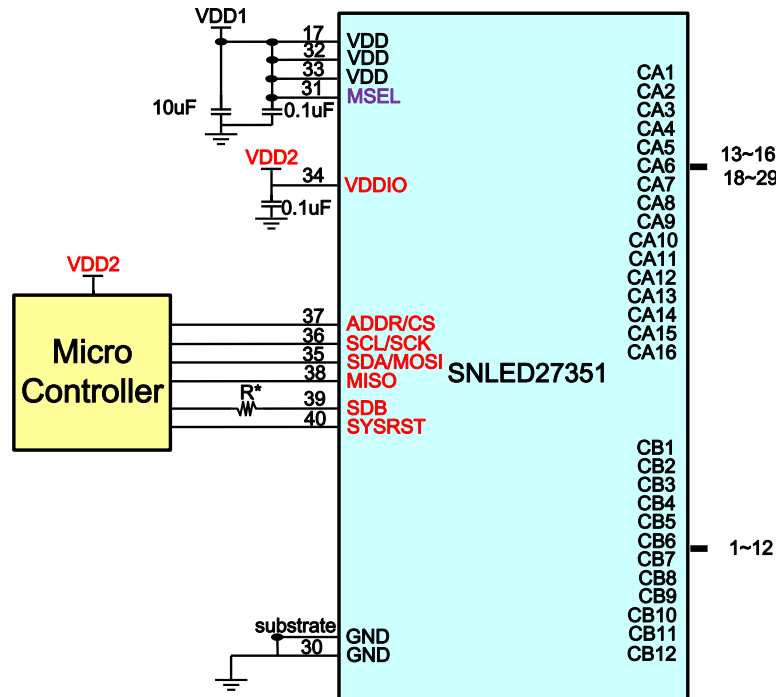 VDD1
17 VDD
32 VDD
33 VDD
31 MSEL
10uF 0.1uF
VDD2
34 VDDIO
0.1uF
VDD2
Micro
Controller
37 ADDR/CS
36 SCL/SCK
35 SDA/MOSI
38 MISO
R* 39 SDB
40 SYSRST
SNLED27351
substrate GND
30 GND
CA1
CA2
CA3
CA4
CA5
CA6
CA7
CA8
CA9
CA10
CA11
CA12
CA13
CA14
CA15
CA16
13~16
18~29
CB1
CB2
CB3
CB4
CB5
CB6
CB7
CB8
CB9
CB10
CB11
CB12
1~12